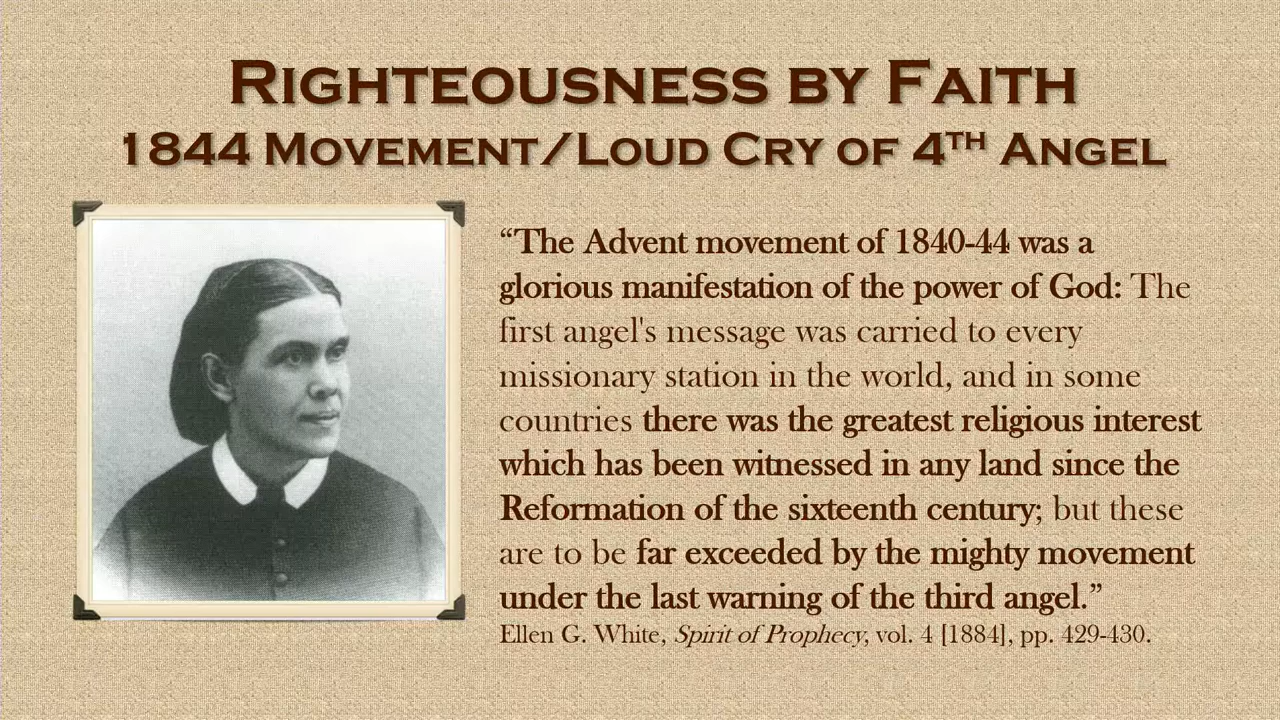 RIGHTEOUSNESS BY FAITH
1844 MOVEMENT/LOUD CRY OF 4TH ANGEL
“The Advent movement of 1840-44 was a
glorious manifestation of the power of God: The
first angel's message was carried to every
missionary station in the world, and in some
countries there was the greatest religious interest
which has been witnessed in any land since the
Reformation of the sixteenth century; but these
are to be far exceeded by the mighty movement
under the last warning of the third angel.”
Ellen G. White, Spirit of Prophecy, vol. 4 [1884], pp. 429-430.